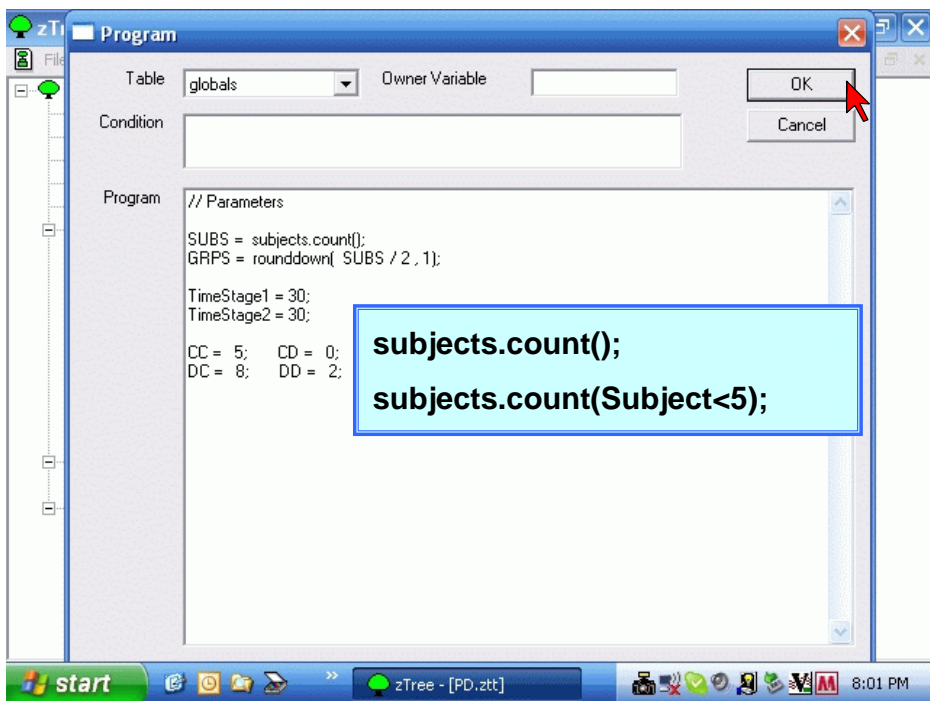 zTr
Program
File
Table
globals
Owner Variable
OK
Condition
Cancel
Program
// Parameters
SUBS = subjects.count();
GRPS = rounddown( SUBS / 2 , 1);
TimeStage1 = 30;
TimeStage2 = 30;
CC = 5; CD = 0;
DC = 8; DD = 2;
subjects.count();
subjects.count(Subject<5);
start
zTree - [PD.ztt]
8:01 PM